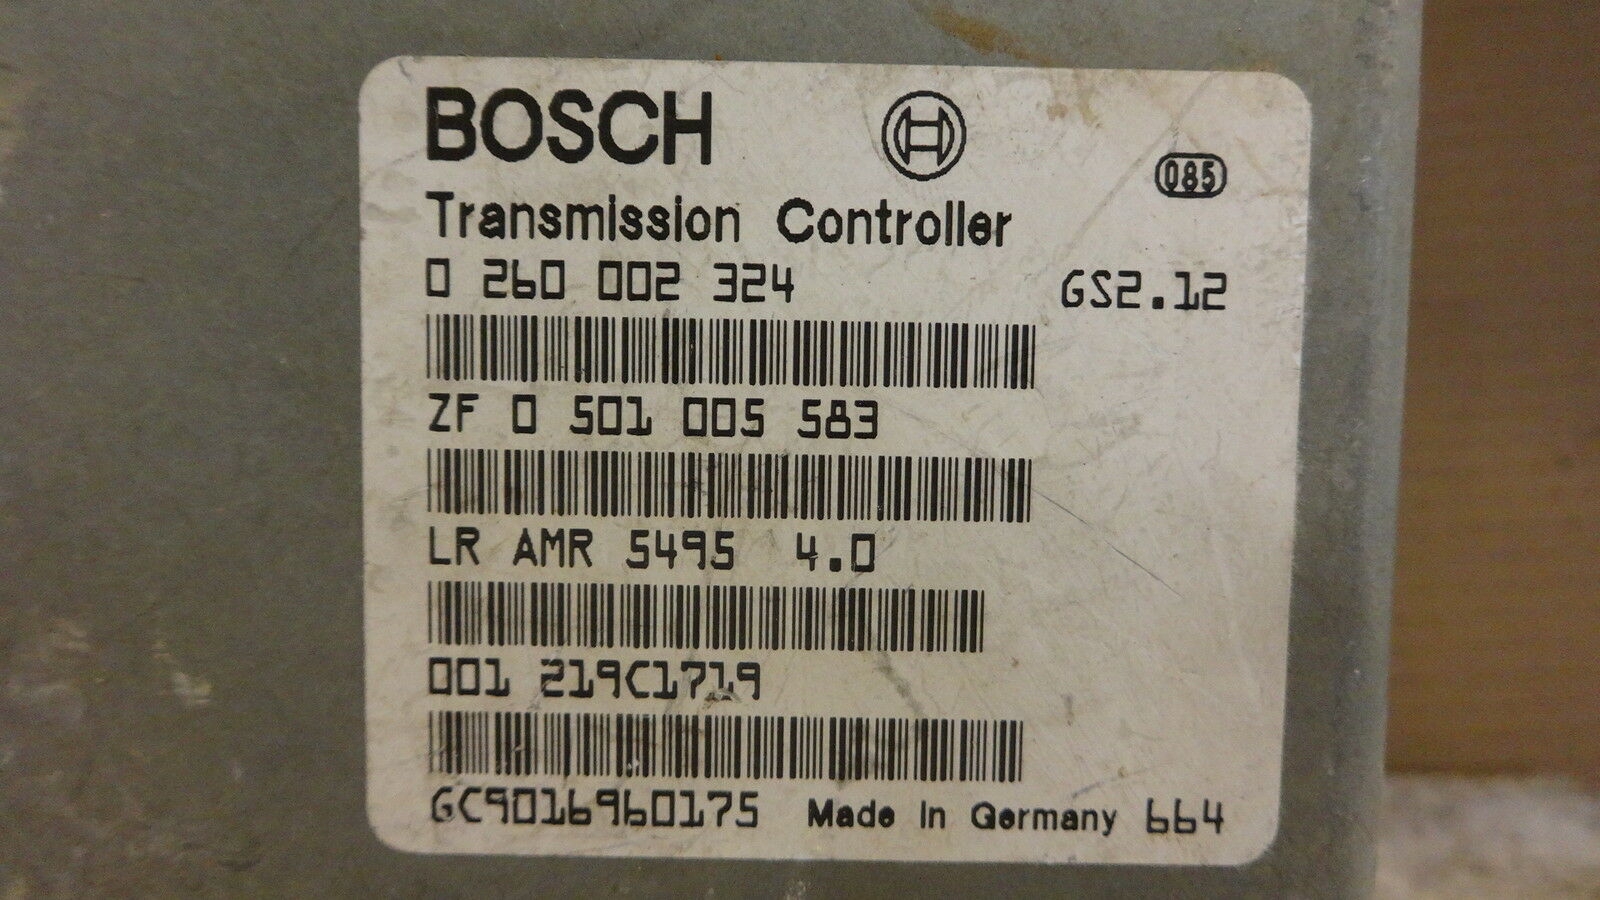 BOSCH
085
Transmission Controller
0 260 002 324 GS2.12
ZF 0 501 005 583
LR AMR 5495 4.0
001 219C1719
GC9016960175 Made In Germany 664